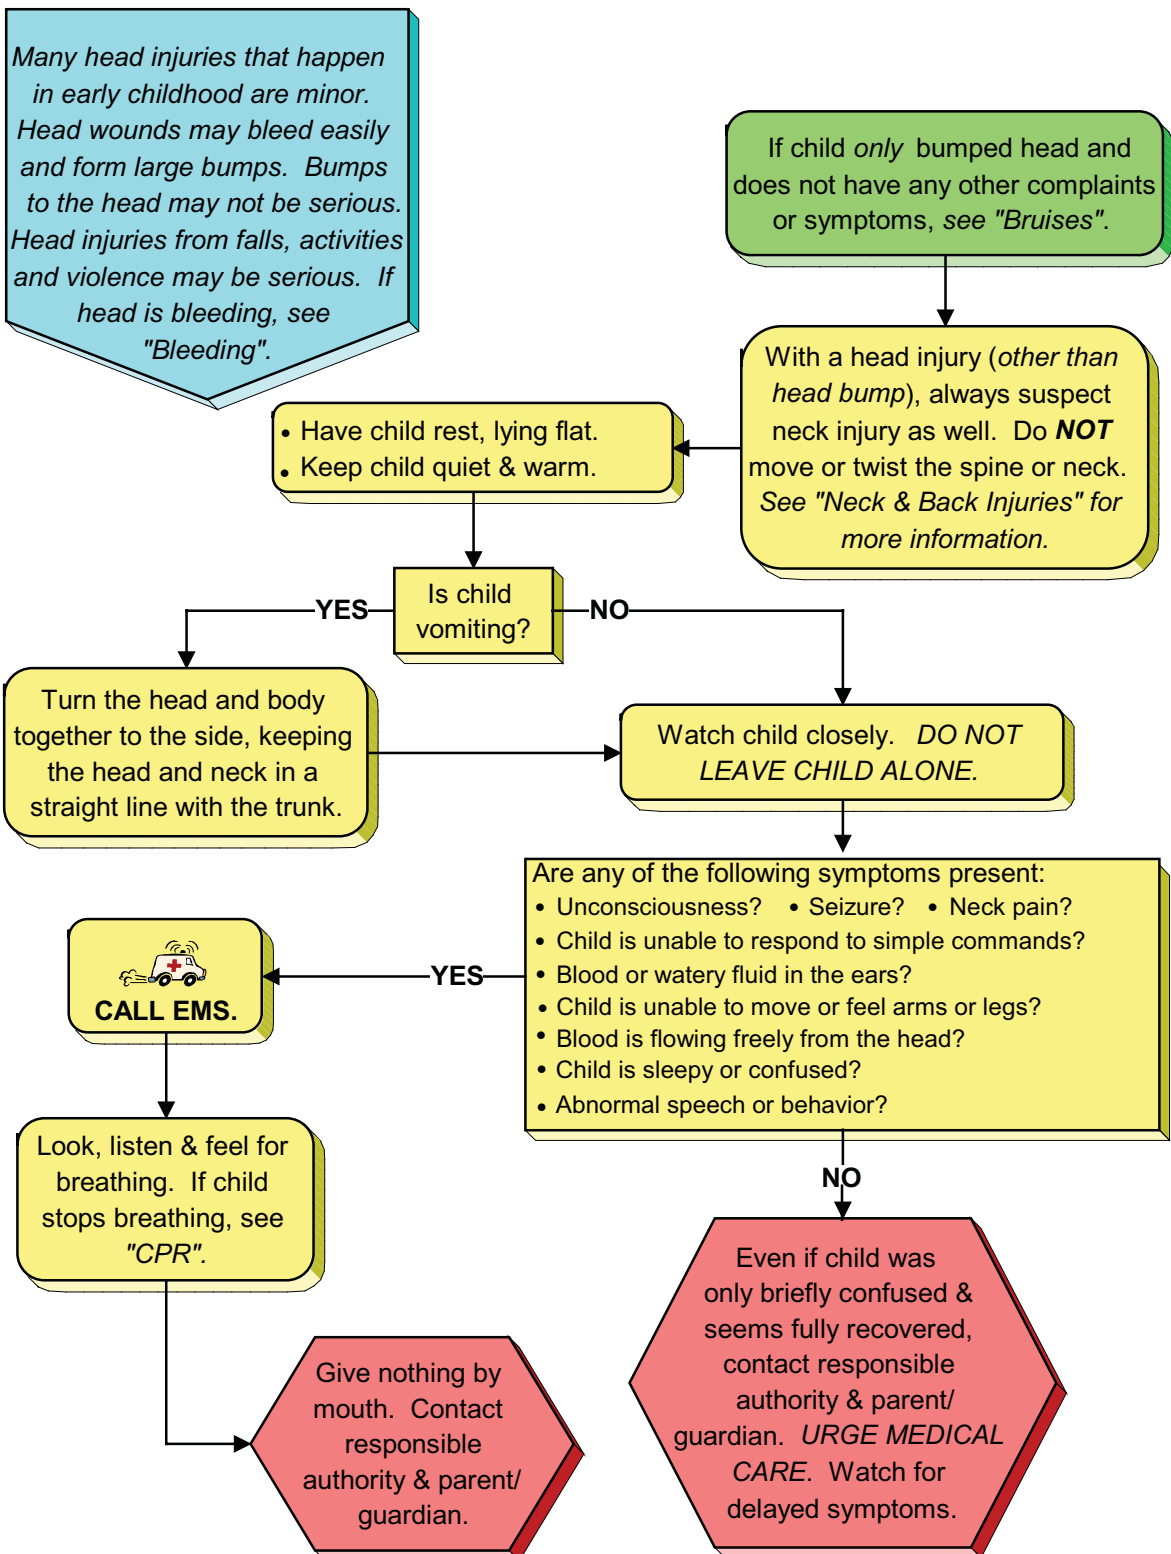 Many head injuries that happen
in early childhood are minor.
Head wounds may bleed easily
and form large bumps. Bumps
to the head may not be serious.
Head injuries from falls, activities
and violence may be serious. If
head is bleeding, see
"Bleeding".
If child only bumped head and
does not have any other complaints
or symptoms, see "Bruises".
With a head injury (other than
head bump), always suspect
neck injury as well. Do NOT
move or twist the spine or neck.
See "Neck & Back Injuries" for
more information.
• Have child rest, lying flat.
• Keep child quiet & warm.
Is child
vomiting?
YES
NO
Turn the head and body
together to the side, keeping
the head and neck in a
straight line with the trunk.
Watch child closely. DO NOT
LEAVE CHILD ALONE.
Are any of the following symptoms present:
• Unconsciousness? • Seizure? • Neck pain?
• Child is unable to respond to simple commands?
• Blood or watery fluid in the ears?
• Child is unable to move or feel arms or legs?
• Blood is flowing freely from the head?
• Child is sleepy or confused?
• Abnormal speech or behavior?
YES
CALL EMS.
Look, listen & feel for
breathing. If child
stops breathing, see
"CPR".
NO
Give nothing by
mouth. Contact
responsible
authority & parent/
guardian.
Even if child was
only briefly confused &
seems fully recovered,
contact responsible
authority & parent/
guardian. URGE MEDICAL
CARE. Watch for
delayed symptoms.